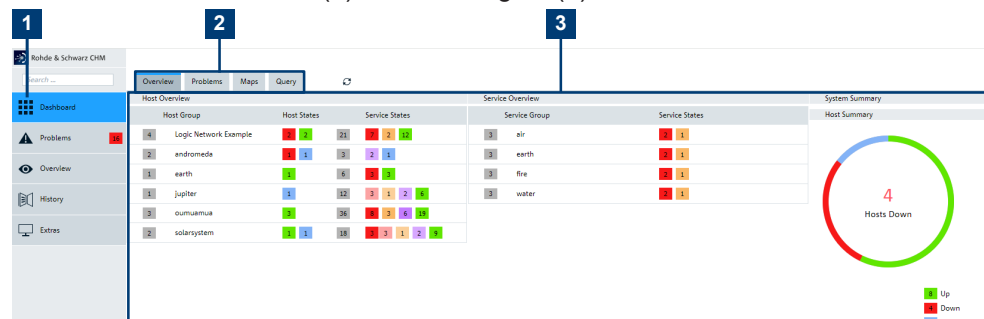 1 2 3
Rohde & Schwarz CHM
Search ...
Dashboard
Problems 16
Overview
History
Extras
Overview Problems Maps Query
Host Overview
Host Group Host States Service States
4 Logic Network Example 2 2 21 7 2 12
2 andromeda 1 1 3 2 1
1 earth 1 6 3 3
1 jupiter 1 12 3 1 2 6
3 oumuamua 3 36 8 3 6 19
2 solarsystem 1 1 18 3 3 1 2 9
Service Overview
Service Group Service States
3 air 2 1
3 earth 2 1
3 fire 2 1
3 water 2 1
System Summary
Host Summary
4
Hosts Down
8 Up
4 Down